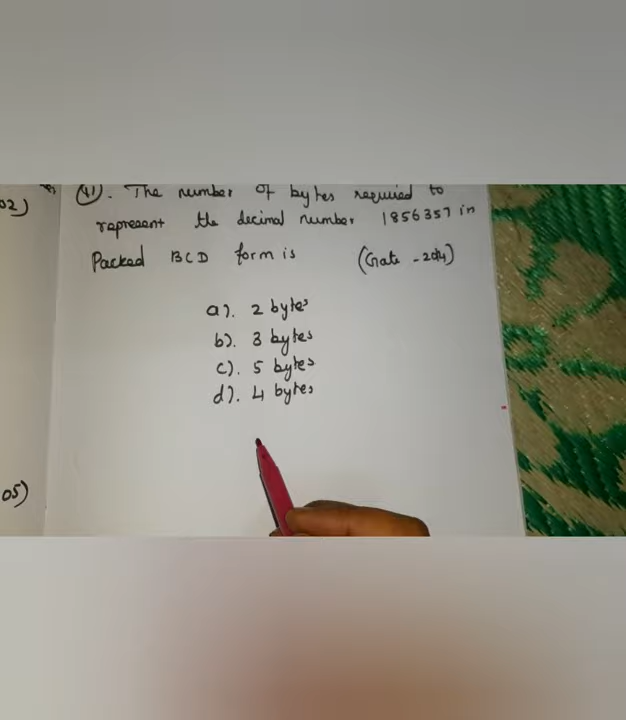 02)
41). The number of bytes required to
represent the decimal number 1856357 in
Packed BCD form is (Gate - 2014)
a). 2 bytes
b). 3 bytes
c). 5 bytes
d). 4 bytes
05)